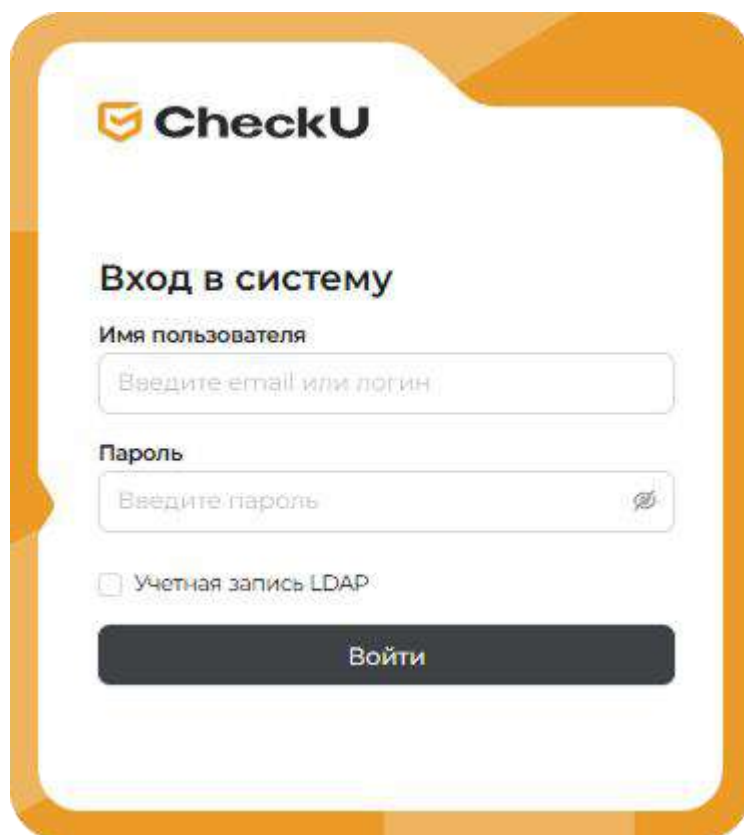 CheckU
Вход в систему
Имя пользователя
Введите email или логин
Пароль
Введите пароль
Учетная запись LDAP
Войти